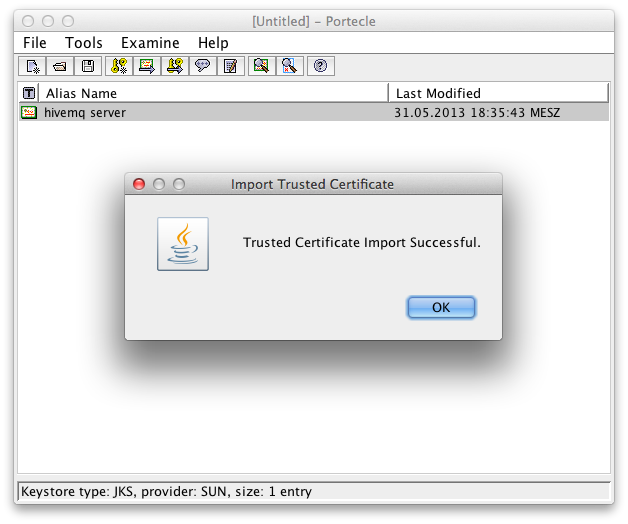 [Untitled] – Portecle
File Tools Examine Help
T Alias Name Last Modified
hivemq server 31.05.2013 18:35:43 MESZ
Import Trusted Certificate
Trusted Certificate Import Successful.
OK
Keystore type: JKS, provider: SUN, size: 1 entry